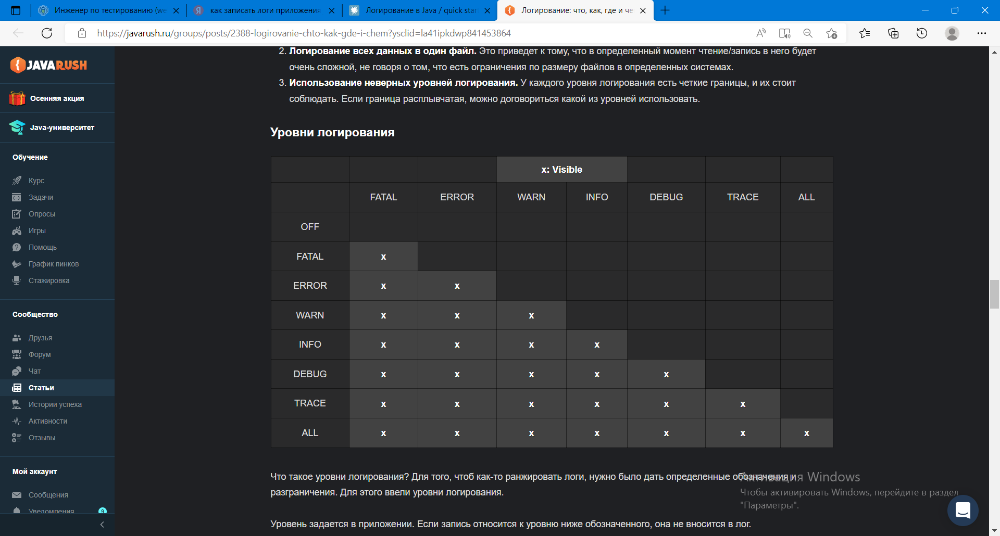 Инженер по тестированию (we
как записать логи приложения
Логирование в Java / quick star
Логирование: что, как, где и че
https://javarush.ru/groups/posts/2388-logirovanie-chto-kak-gde-i-chem?ysclid=la41ipkdwp841453864
JAVARUSH
Осенняя акция
Java-университет
Обучение
Курс
Задачи
Опросы
Игры
Помощь
График пинков
Стажировка
Сообщество
Друзья
Форум
Чат
Статьи
Истории успеха
Активности
Отзывы
Мой аккаунт
Сообщения
Уведомления 9
2. Логирование всех данных в один файл. Это приведет к тому, что в определенный момент чтение/запись в него будет
очень сложной, не говоря о том, что есть ограничения по размеру файлов в определенных системах.
3. Использование неверных уровней логирования. У каждого уровня логирования есть четкие границы, и их стоит
соблюдать. Если граница расплывчатая, можно договориться какой из уровней использовать.
Уровни логирования
x: Visible
FATAL ERROR WARN INFO DEBUG TRACE ALL
OFF
FATAL x
ERROR x x
WARN x x x
INFO x x x x
DEBUG x x x x x
TRACE x x x x x x
ALL x x x x x x x
Что такое уровни логирования? Для того, чтоб как-то ранжировать логи, нужно было дать определенные обозначения и
разграничения. Для этого ввели уровни логирования.
Уровень задается в приложении. Если запись относится к уровню ниже обозначенного, она не вносится в лог.
Активация Windows
Чтобы активировать Windows, перейдите в раздел
"Параметры".